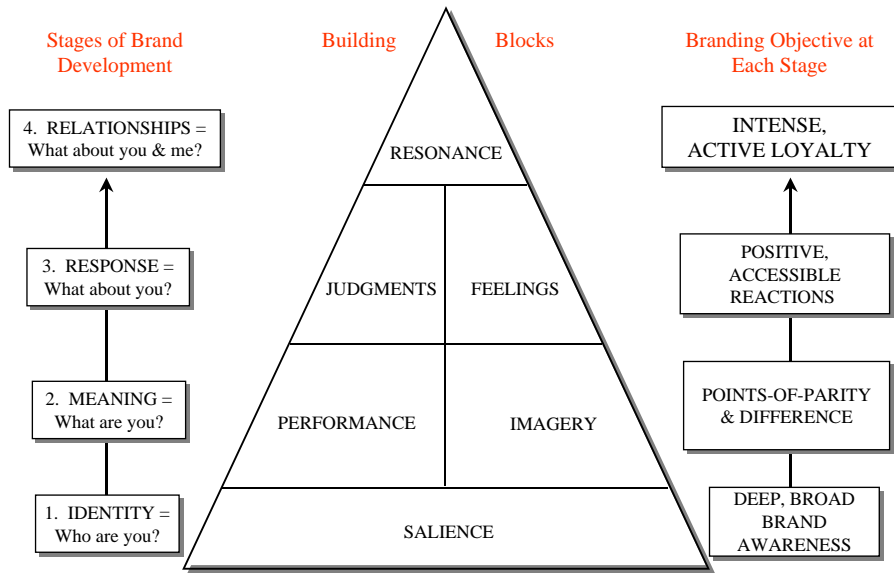 Stages of Brand
Development
Building
Blocks
Branding Objective at
Each Stage
4. RELATIONSHIPS =
What about you & me?
3. RESPONSE =
What about you?
2. MEANING =
What are you?
1. IDENTITY =
Who are you?
RESONANCE
JUDGMENTS
FEELINGS
PERFORMANCE
IMAGERY
SALIENCE
INTENSE,
ACTIVE LOYALTY
POSITIVE,
ACCESSIBLE
REACTIONS
POINTS-OF-PARITY
& DIFFERENCE
DEEP, BROAD
BRAND
AWARENESS